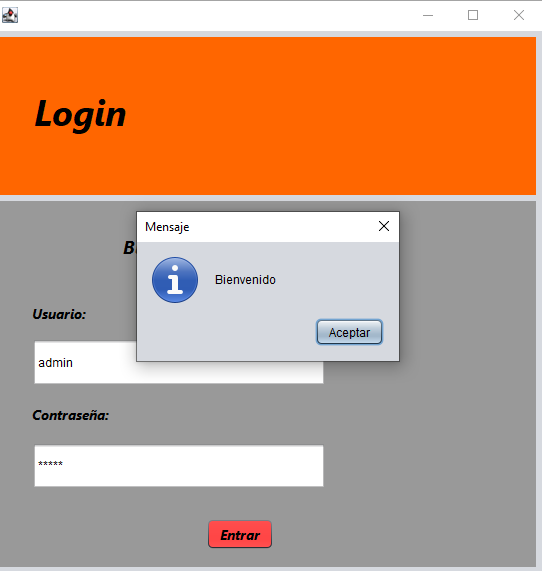 Login
Mensaje
Bienvenido
Aceptar
Usuario:
admin
Contraseña:
*****
Entrar